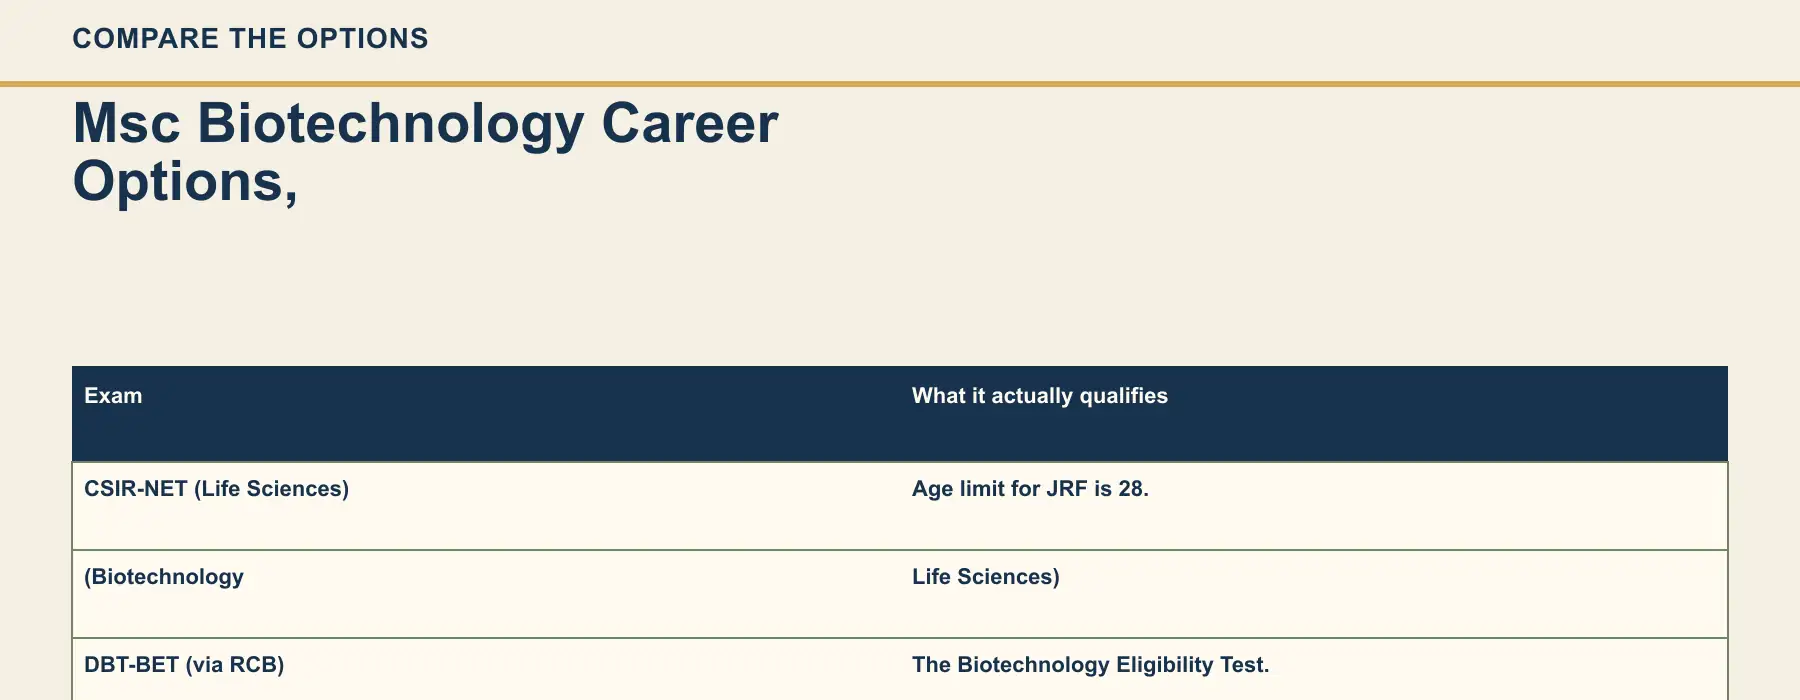 COMPARE THE OPTIONS
Msc Biotechnology Career
Options,
Exam What it actually qualifies
CSIR-NET (Life Sciences) Age limit for JRF is 28.
(Biotechnology Life Sciences)
DBT-BET (via RCB) The Biotechnology Eligibility Test.